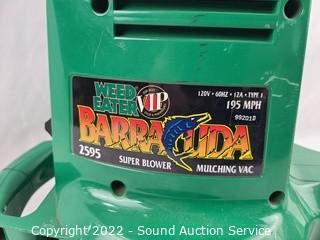 WEED EATER
VIP
120V • 60HZ • 12A • TYPE 1
195 MPH
99201D
BARRACUDA
2595
SUPER BLOWER
MULCHING VAC
Copyright © 2022 - Sound Auction Service